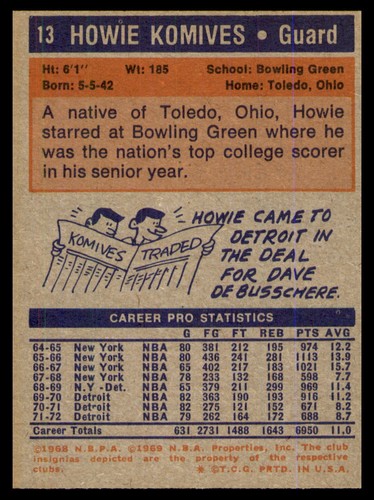 13 HOWIE KOMIVES • Guard
Ht: 6'1" Wt: 185 School: Bowling Green
Born: 5-5-42 Home: Toledo, Ohio
A native of Toledo, Ohio, Howie
starred at Bowling Green where he
was the nation's top college scorer
in his senior year.
KOMIVES TRADED
HOWIE CAME TO
DETROIT IN
THE DEAL
FOR DAVE
DE BUSSCHERE.
CAREER PRO STATISTICS
G FG FT REB PTS AVG
64-65 New York NBA 80 381 212 195 974 12.2
65-66 New York NBA 80 436 241 281 1113 13.9
66-67 New York NBA 65 402 217 183 1021 15.7
67-68 New York NBA 78 233 132 168 598 7.7
68-69 N.Y.-Det. NBA 65 379 211 299 969 11.4
69-70 Detroit NBA 82 363 190 193 916 11.2
70-71 Detroit NBA 82 275 121 152 671 8.2
71-72 Detroit NBA 79 262 164 172 688 8.7
Career Totals 631 2731 1488 1643 6950 11.0
©1968 N.B.P.A. ©1969 N.B.A. Properties, Inc. The club
insignias depicted are the property of the respective
clubs. * ©T.C.G. PRTD. IN U.S.A.